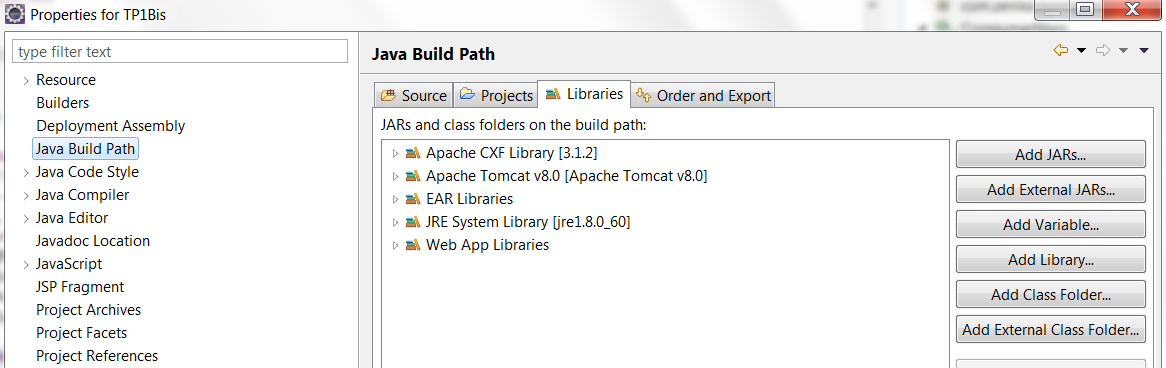 Properties for TP1Bis
type filter text
Resource
Builders
Deployment Assembly
Java Build Path
Java Code Style
Java Compiler
Java Editor
Javadoc Location
JavaScript
JSP Fragment
Project Archives
Project Facets
Project References
Java Build Path
Source Projects Libraries Order and Export
JARs and class folders on the build path:
Apache CXF Library [3.1.2]
Apache Tomcat v8.0 [Apache Tomcat v8.0]
EAR Libraries
JRE System Library [jre1.8.0_60]
Web App Libraries
Add JARs...
Add External JARs...
Add Variable...
Add Library...
Add Class Folder...
Add External Class Folder...